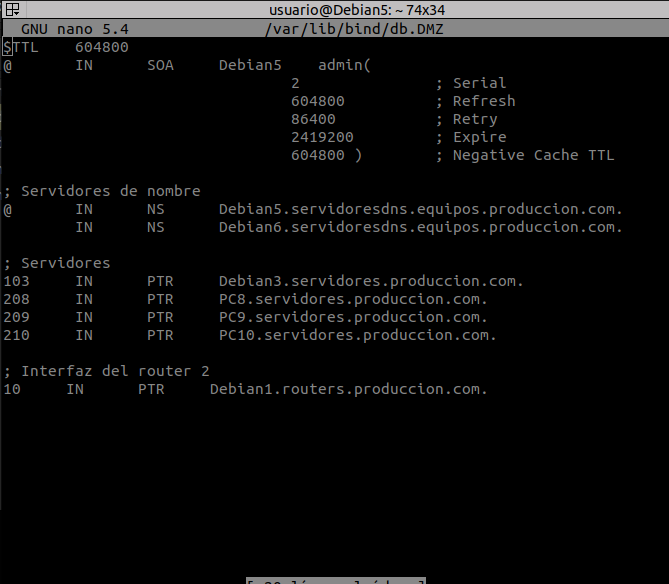 usuario@Debian5: ~ 74x34
GNU nano 5.4 /var/lib/bind/db.DMZ
$TTL 604800
@ IN SOA Debian5 admin(
2 ; Serial
604800 ; Refresh
86400 ; Retry
2419200 ; Expire
604800 ) ; Negative Cache TTL
; Servidores de nombre
@ IN NS Debian5.servidoresdns.equipos.produccion.com.
IN NS Debian6.servidoresdns.equipos.produccion.com.
; Servidores
103 IN PTR Debian3.servidores.produccion.com.
208 IN PTR PC8.servidores.produccion.com.
209 IN PTR PC9.servidores.produccion.com.
210 IN PTR PC10.servidores.produccion.com.
; Interfaz del router 2
10 IN PTR Debian1.routers.produccion.com.